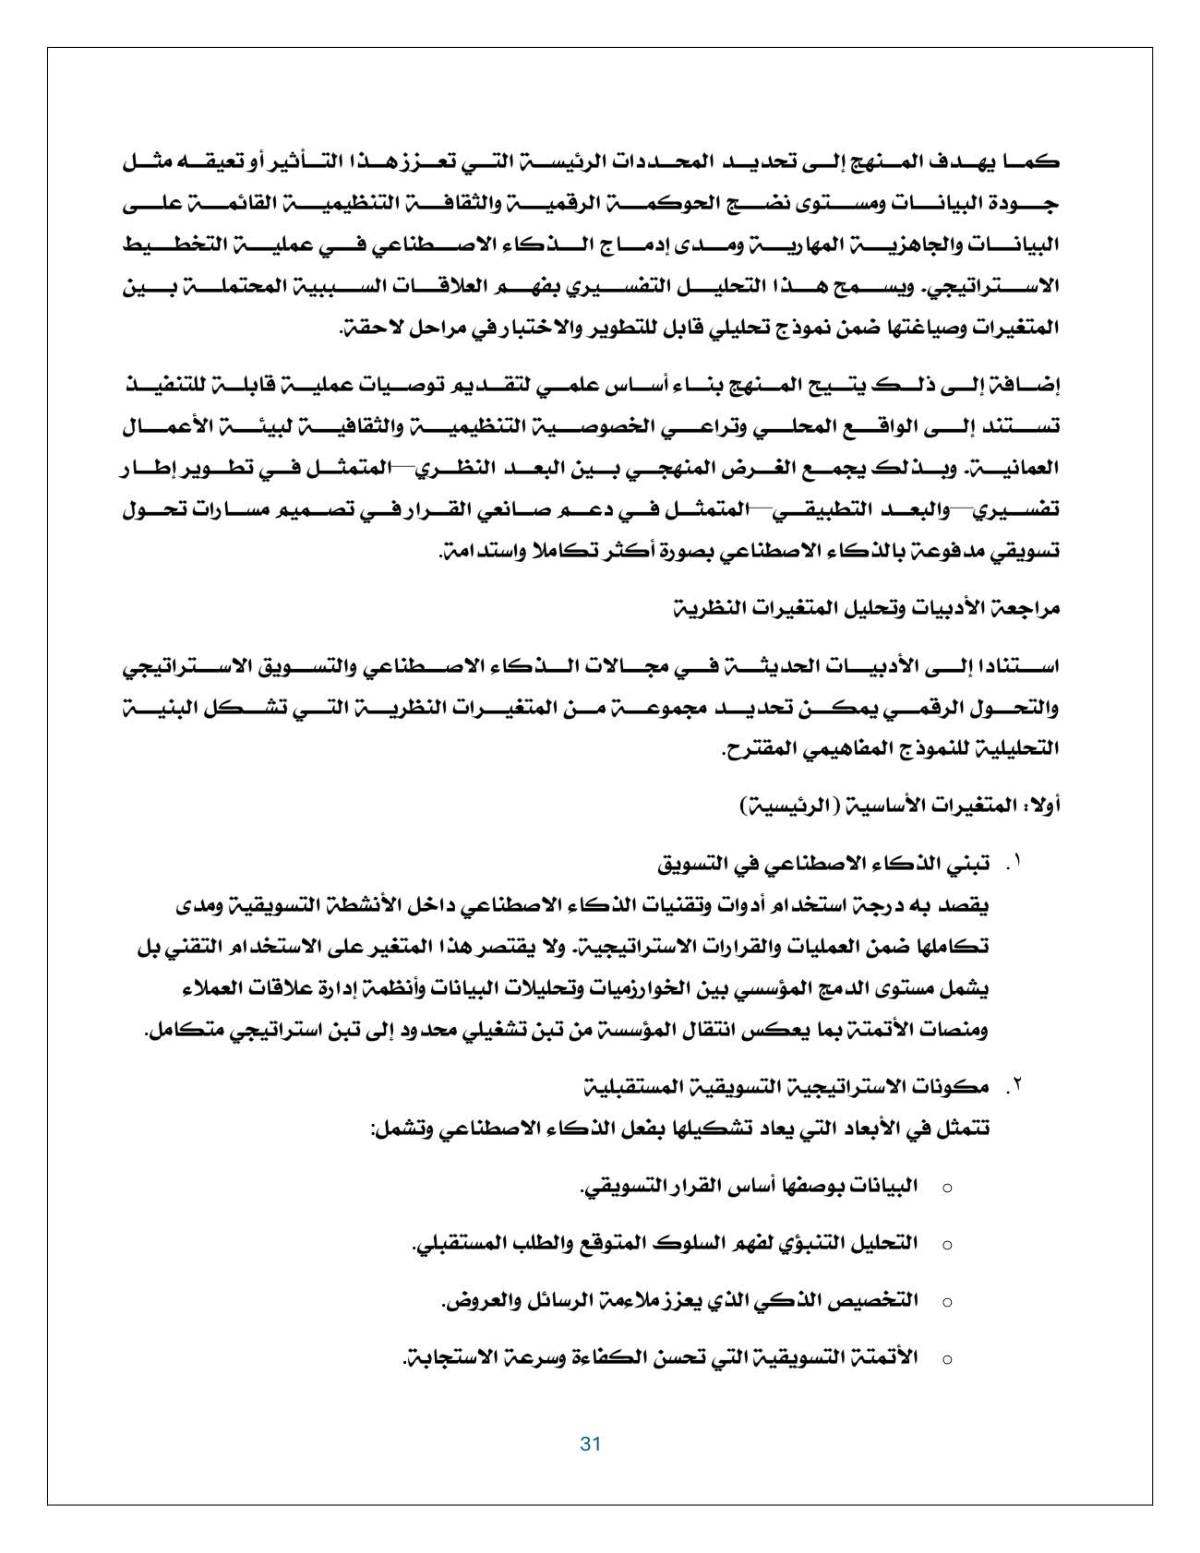 كما يهدف المنهج إلى تحديد المحددات الرئيسة التي تعزز هذا التأثير أو تعيقه مثل
جودة البيانات ومستوى نضج الحوكمة الرقمية والثقافة التنظيمية القائمة على
البيانات والجاهزية المهارية ومدى إدماج الذكاء الاصطناعي في عملية التخطيط
الاستراتيجي. ويسمح هذا التحليل التفسيري بفهم العلاقات السببية المحتملة بين
المتغيرات وصياغتها ضمن نموذج تحليلي قابل للتطوير والاختبار في مراحل لاحقة.
إضافة إلى ذلك يتيح المنهج بناء أساس علمي لتقديم توصيات عملية قابلة للتنفيذ
تستند إلى الواقع المحلي وتراعي الخصوصية التنظيمية والثقافية لبيئة الأعمال
العمانية. وبذلك يجمع الغرض المنهجي بين البعد النظري—المتمثل في تطوير إطار
تفسيري—والبعد التطبيقي—المتمثل في دعم صانعي القرار في تصميم مسارات تحول
تسويقي مدفوعة بالذكاء الاصطناعي بصورة أكثر تكاملا واستدامة.
مراجعة الأدبيات وتحليل المتغيرات النظرية
استنادا إلى الأدبيات الحديثة في مجالات الذكاء الاصطناعي والتسويق الاستراتيجي
والتحول الرقمي يمكن تحديد مجموعة من المتغيرات النظرية التي تشكل البنية
التحليلية للنموذج المفاهيمي المقترح.
أولا: المتغيرات الأساسية (الرئيسية)
١. تبني الذكاء الاصطناعي في التسويق
يقصد به درجة استخدام أدوات وتقنيات الذكاء الاصطناعي داخل الأنشطة التسويقية ومدى
تكاملها ضمن العمليات والقرارات الاستراتيجية. ولا يقتصر هذا المتغير على الاستخدام التقني بل
يشمل مستوى الدمج المؤسسي بين الخوارزميات وتحليلات البيانات وأنظمة إدارة علاقات العملاء
ومنصات الأتمتة بما يعكس انتقال المؤسسة من تبن تشغيلي محدود إلى تبن استراتيجي متكامل.
٢. مكونات الاستراتيجية التسويقية المستقبلية
تتمثل في الأبعاد التي يعاد تشكيلها بفعل الذكاء الاصطناعي وتشمل:
○ البيانات بوصفها أساس القرار التسويقي.
○ التحليل التنبؤي لفهم السلوك المتوقع والطلب المستقبلي.
○ التخصيص الذكي الذي يعزز ملاءمة الرسائل والعروض.
○ الأتمتة التسويقية التي تحسن الكفاءة وسرعة الاستجابة.
31